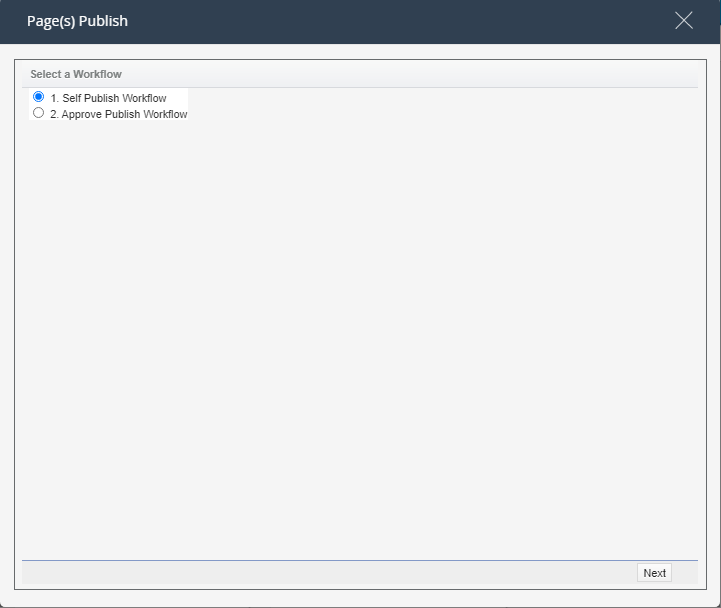 Page(s) Publish
Select a Workflow
1. Self Publish Workflow
2. Approve Publish Workflow
Next